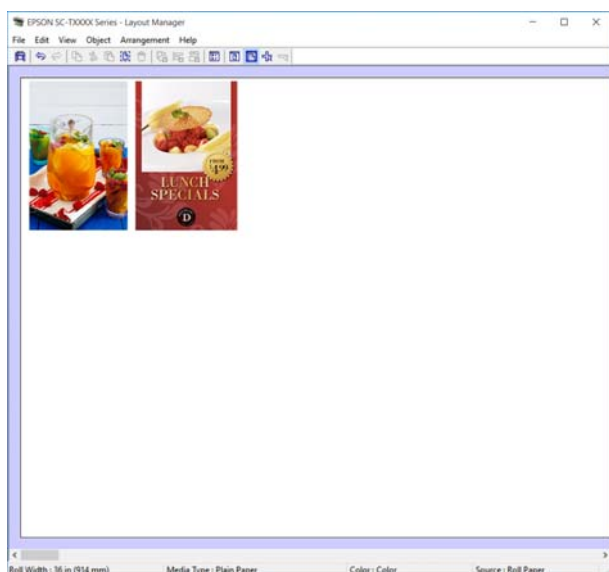 EPSON SC-TXXXX Series - Layout Manager
File Edit View Object Arrangement Help
FROM
$4.99
LUNCH
SPECIALS
D
Roll Width : 36 in (914 mm) Media Type : Plain Paper Color : Color Source : Roll Paper